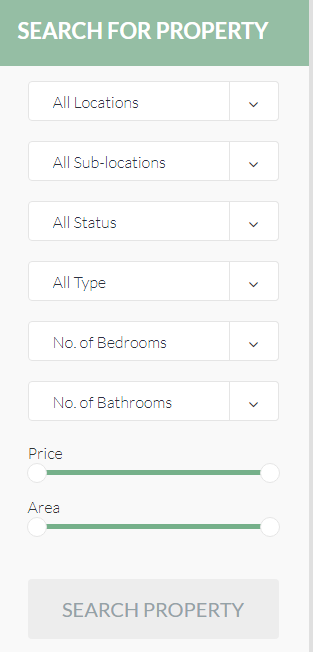 SEARCH FOR PROPERTY
All Locations
All Sub-locations
All Status
All Type
No. of Bedrooms
No. of Bathrooms
Price
Area
SEARCH PROPERTY